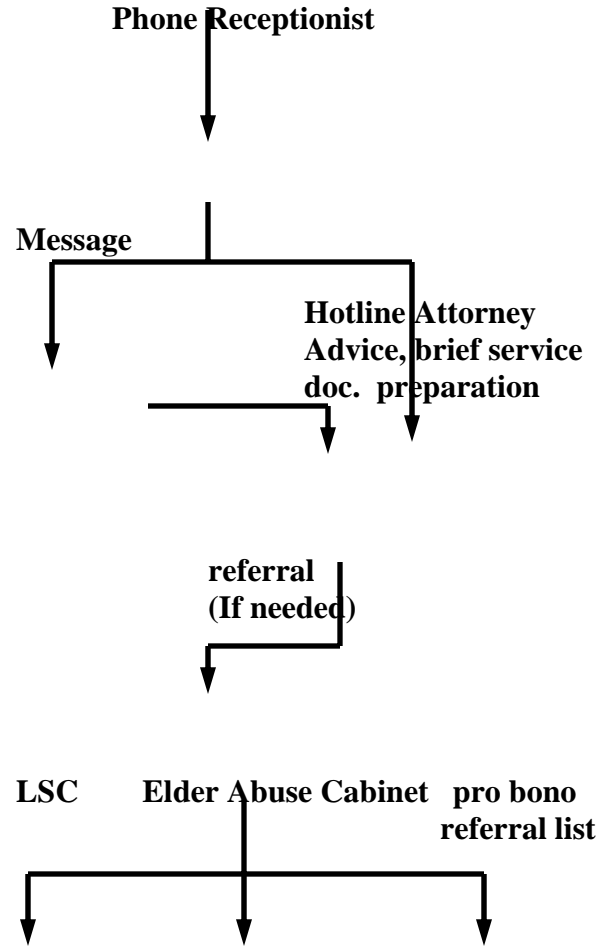 Phone Receptionist
Message
Hotline Attorney
Advice, brief service
doc. preparation
referral
(If needed)
LSC Elder Abuse Cabinet pro bono
referral list